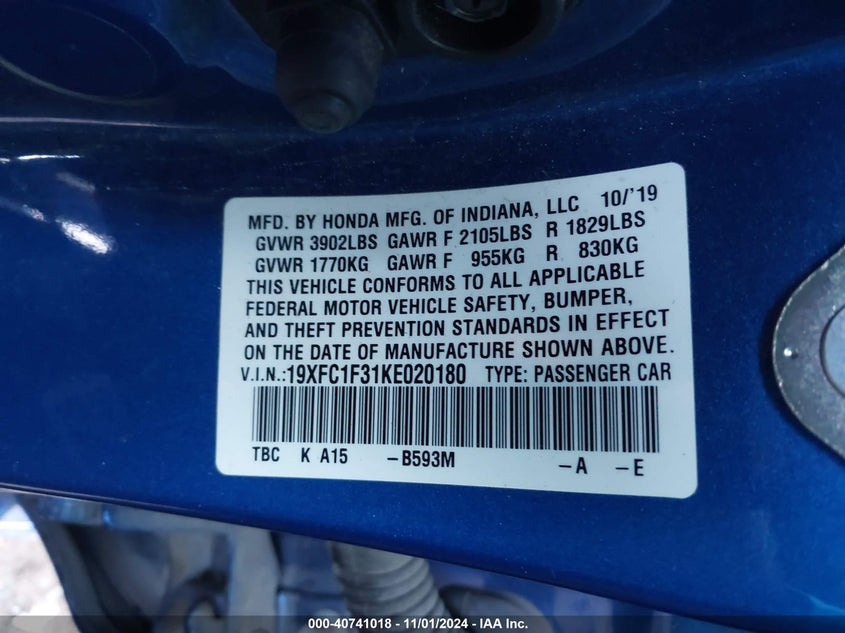 MFD. BY HONDA MFG. OF INDIANA, LLC 10/'19
GVWR 3902LBS GAWR F 2105LBS R 1829LBS
GVWR 1770KG GAWR F 955KG R 830KG
THIS VEHICLE CONFORMS TO ALL APPLICABLE
FEDERAL MOTOR VEHICLE SAFETY, BUMPER,
AND THEFT PREVENTION STANDARDS IN EFFECT
ON THE DATE OF MANUFACTURE SHOWN ABOVE.
V.I.N.:19XFC1F31KE020180 TYPE: PASSENGER CAR
TBC K A15 -B593M -A -E
000-40741018 - 11/01/2024 - IAA Inc.